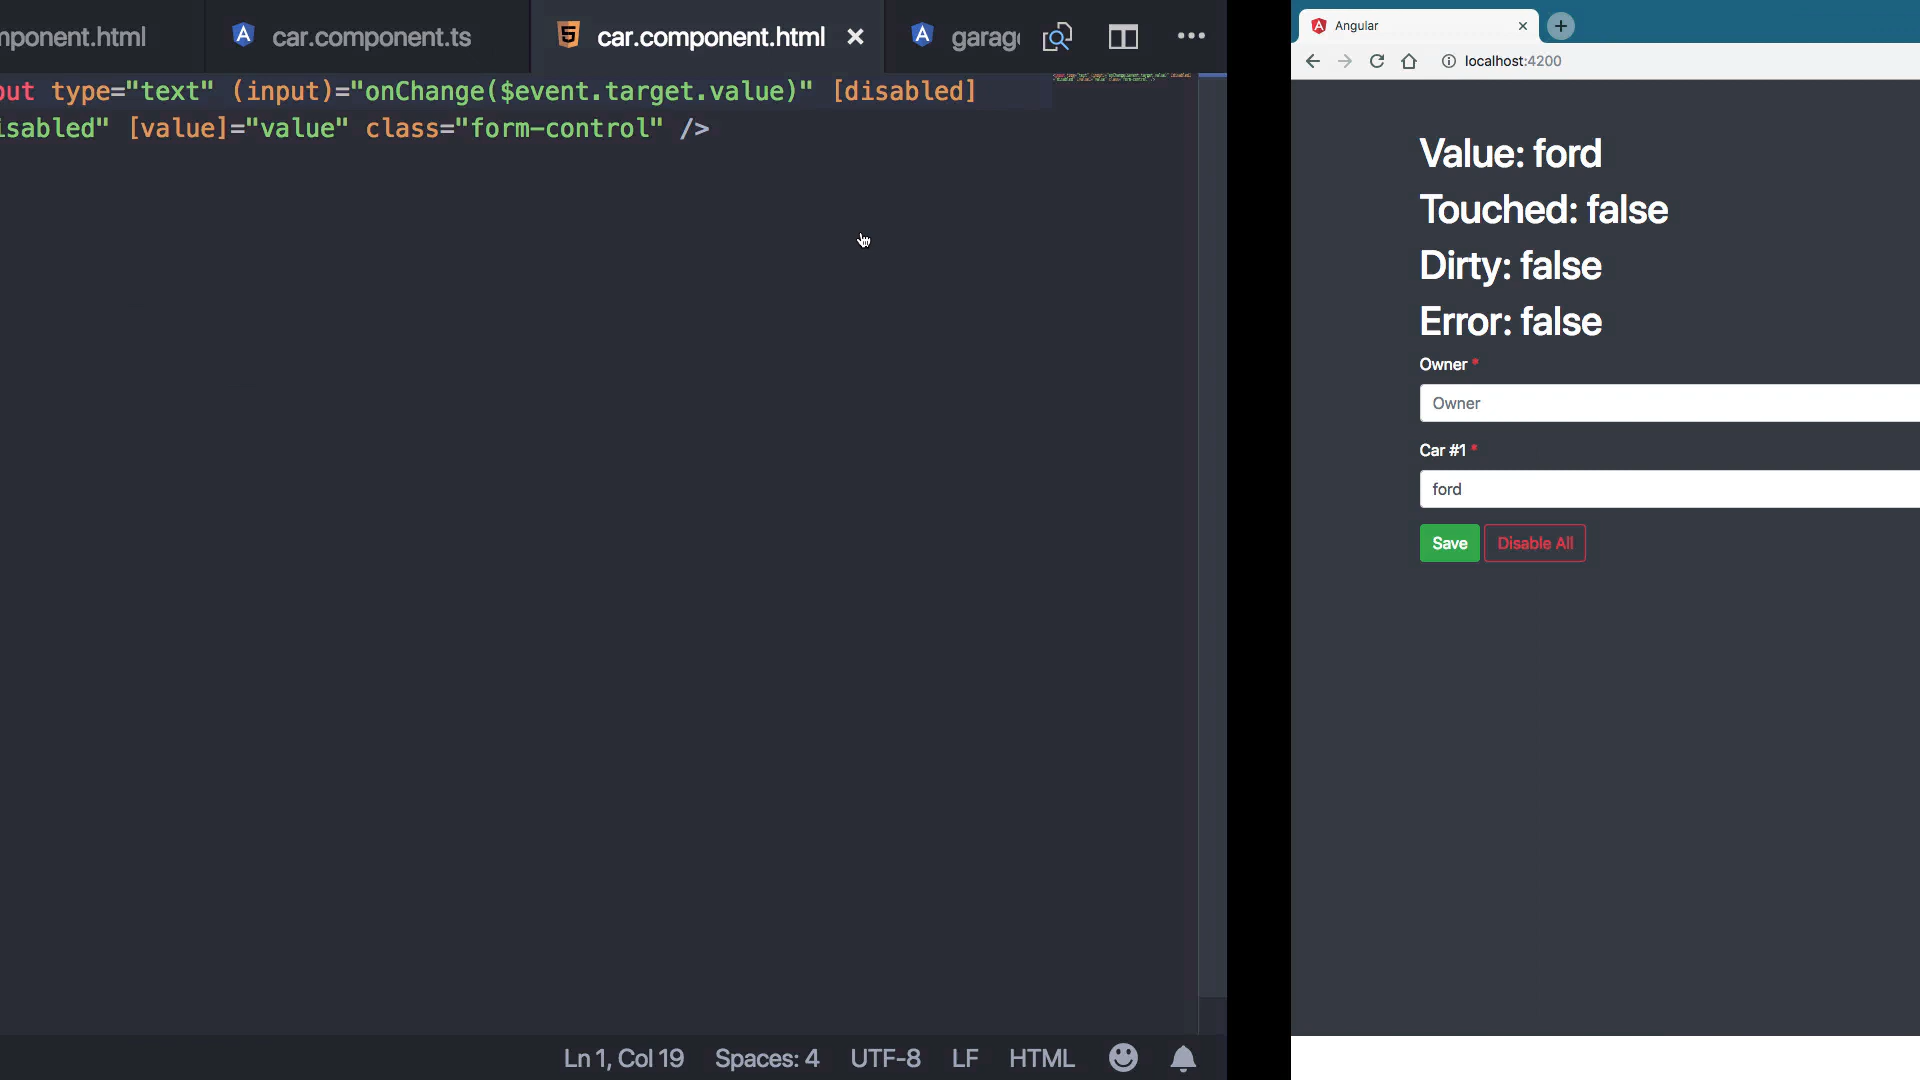 mponent.html
car.component.ts
car.component.html
garag
put type="text" (input)="onChange($event.target.value)" [disabled]
isabled" [value]="value" class="form-control" />
Ln 1, Col 19
Spaces: 4
UTF-8
LF
HTML
Angular
localhost:4200
Value: ford
Touched: false
Dirty: false
Error: false
Owner *
Owner
Car #1 *
ford
Save
Disable All